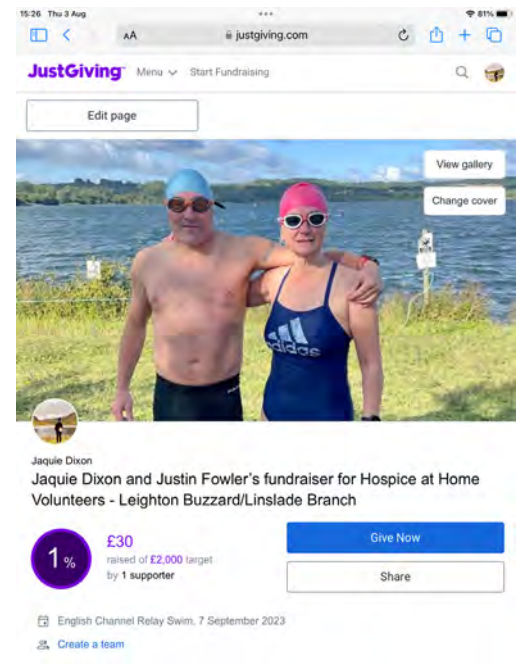 15:26 Thu 3 Aug
81%
AA
justgiving.com
JustGiving™ Menu Start Fundraising
Edit page
View gallery
Change cover
adidas
Jaquie Dixon
Jaquie Dixon and Justin Fowler's fundraiser for Hospice at Home
Volunteers - Leighton Buzzard/Linslade Branch
1 %
£30
raised of £2,000 target
by 1 supporter
Give Now
Share
English Channel Relay Swim, 7 September 2023
Create a team